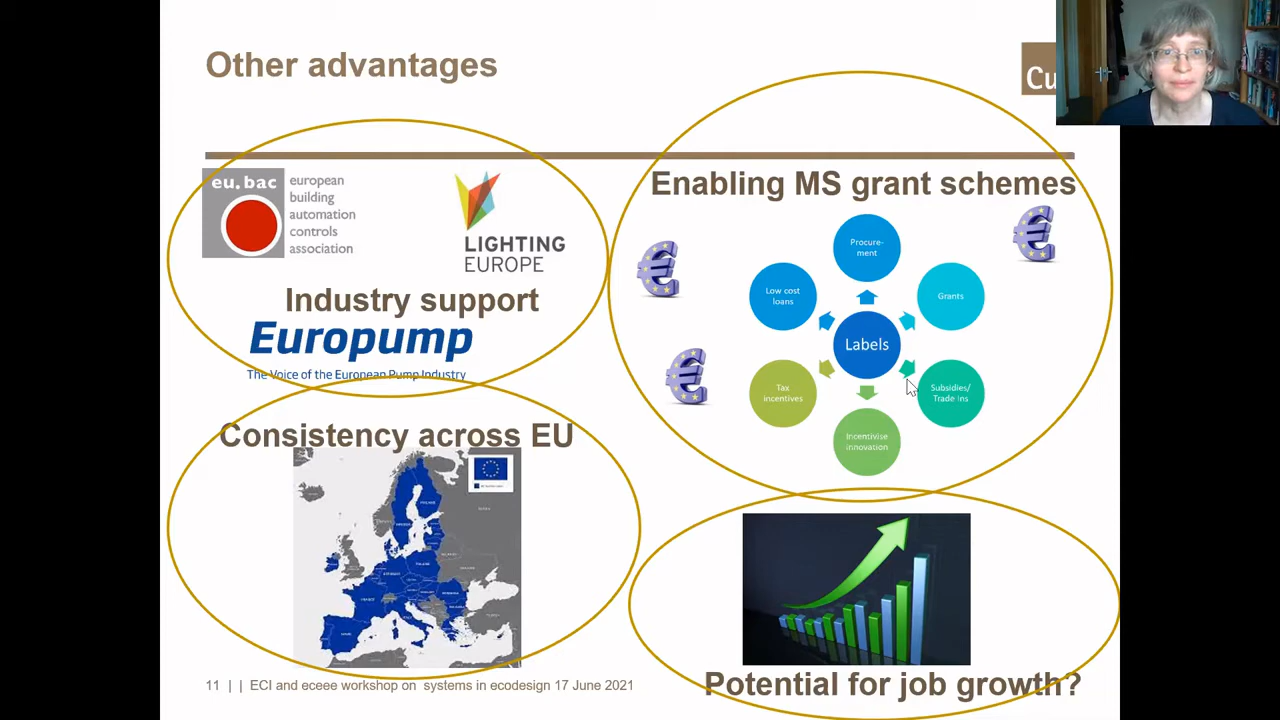 Other advantages
Cu
eu.bac
european
building
automation
controls
association
LIGHTING
EUROPE
Industry support
Europump
The Voice of the European Pump Industry
Enabling MS grant schemes
Procure-
ment
Low cost
loans
Grants
Labels
Tax
incentives
Subsidies/
Trade ins
Incentivise
innovation
Consistency across EU
Potential for job growth?
11 | | ECI and eceee workshop on systems in ecodesign 17 June 2021